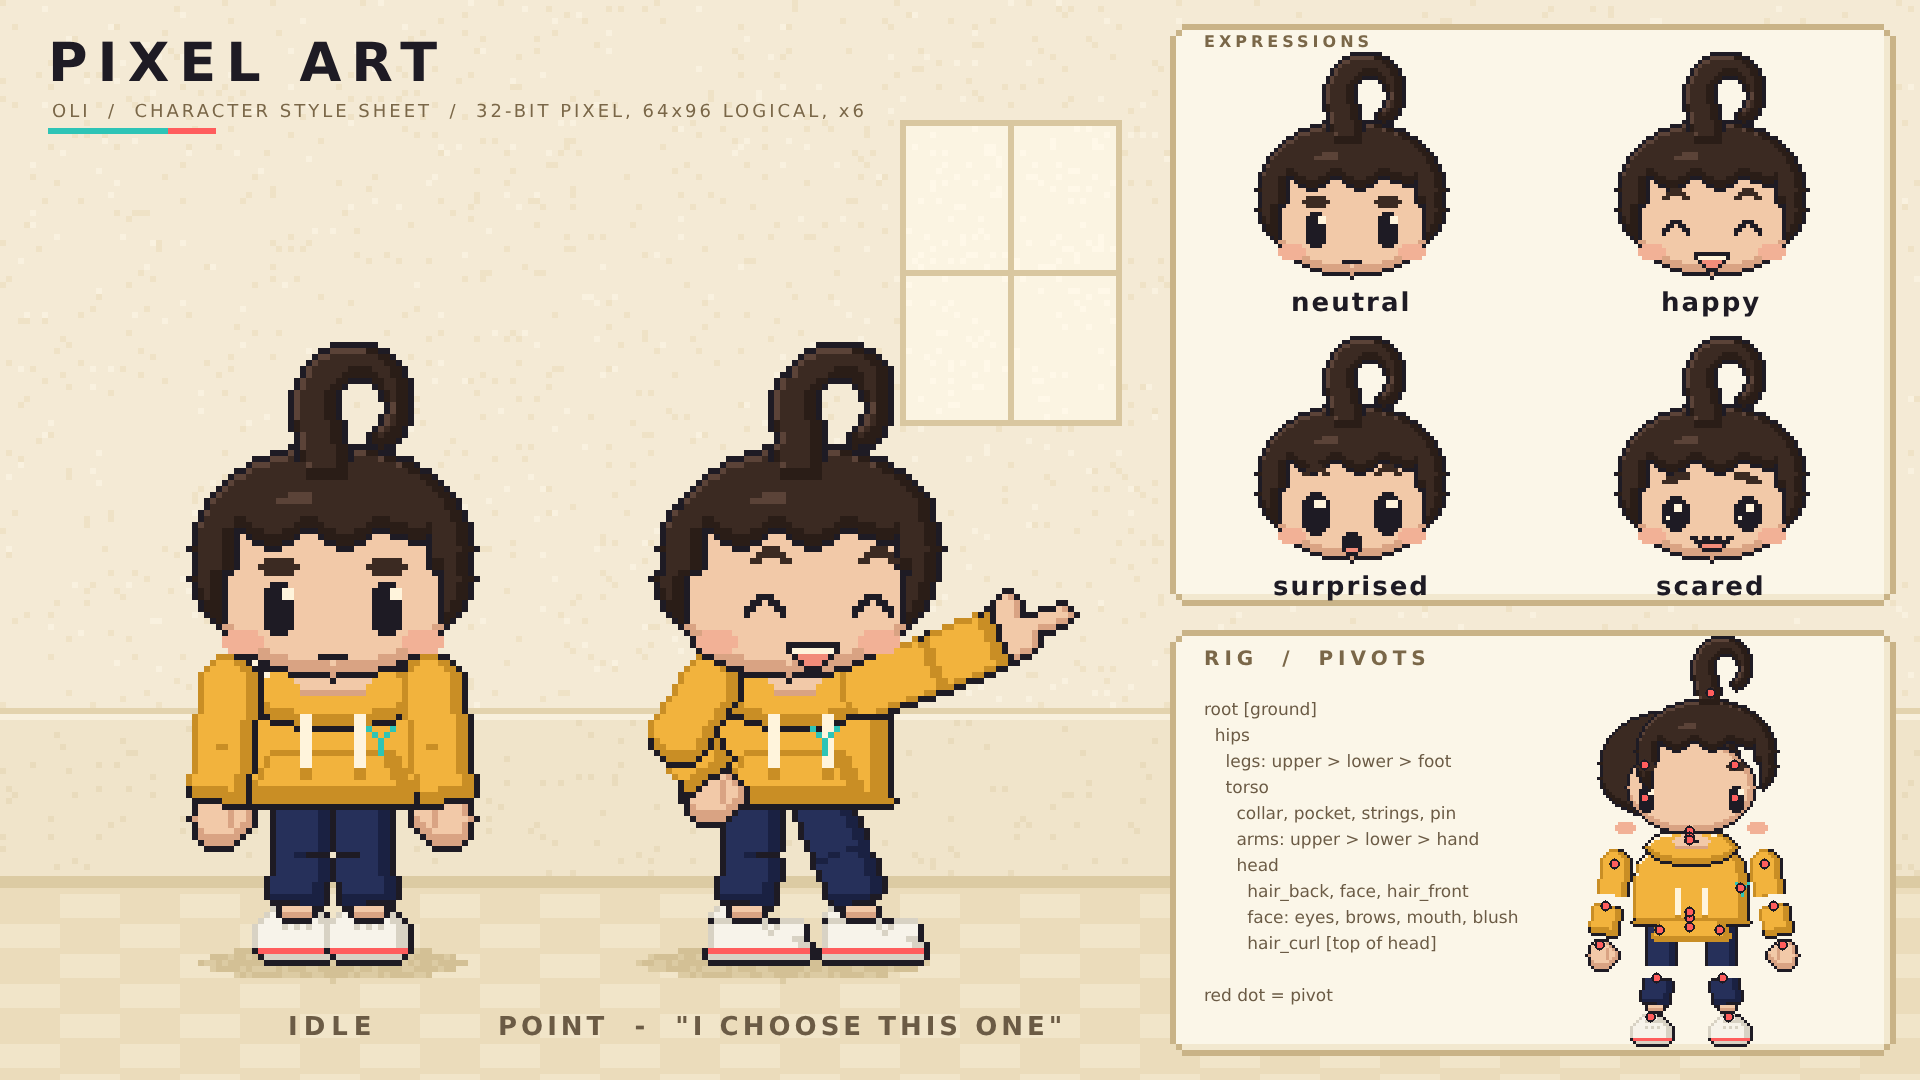 PIXEL ART
OLI / CHARACTER STYLE SHEET / 32-BIT PIXEL, 64x96 LOGICAL, x6
EXPRESSIONS
neutral
happy
surprised
scared
RIG / PIVOTS
root [ground]
hips
legs: upper > lower > foot
torso
collar, pocket, strings, pin
arms: upper > lower > hand
head
hair_back, face, hair_front
face: eyes, brows, mouth, blush
hair_curl [top of head]
red dot = pivot
IDLE
POINT - "I CHOOSE THIS ONE"